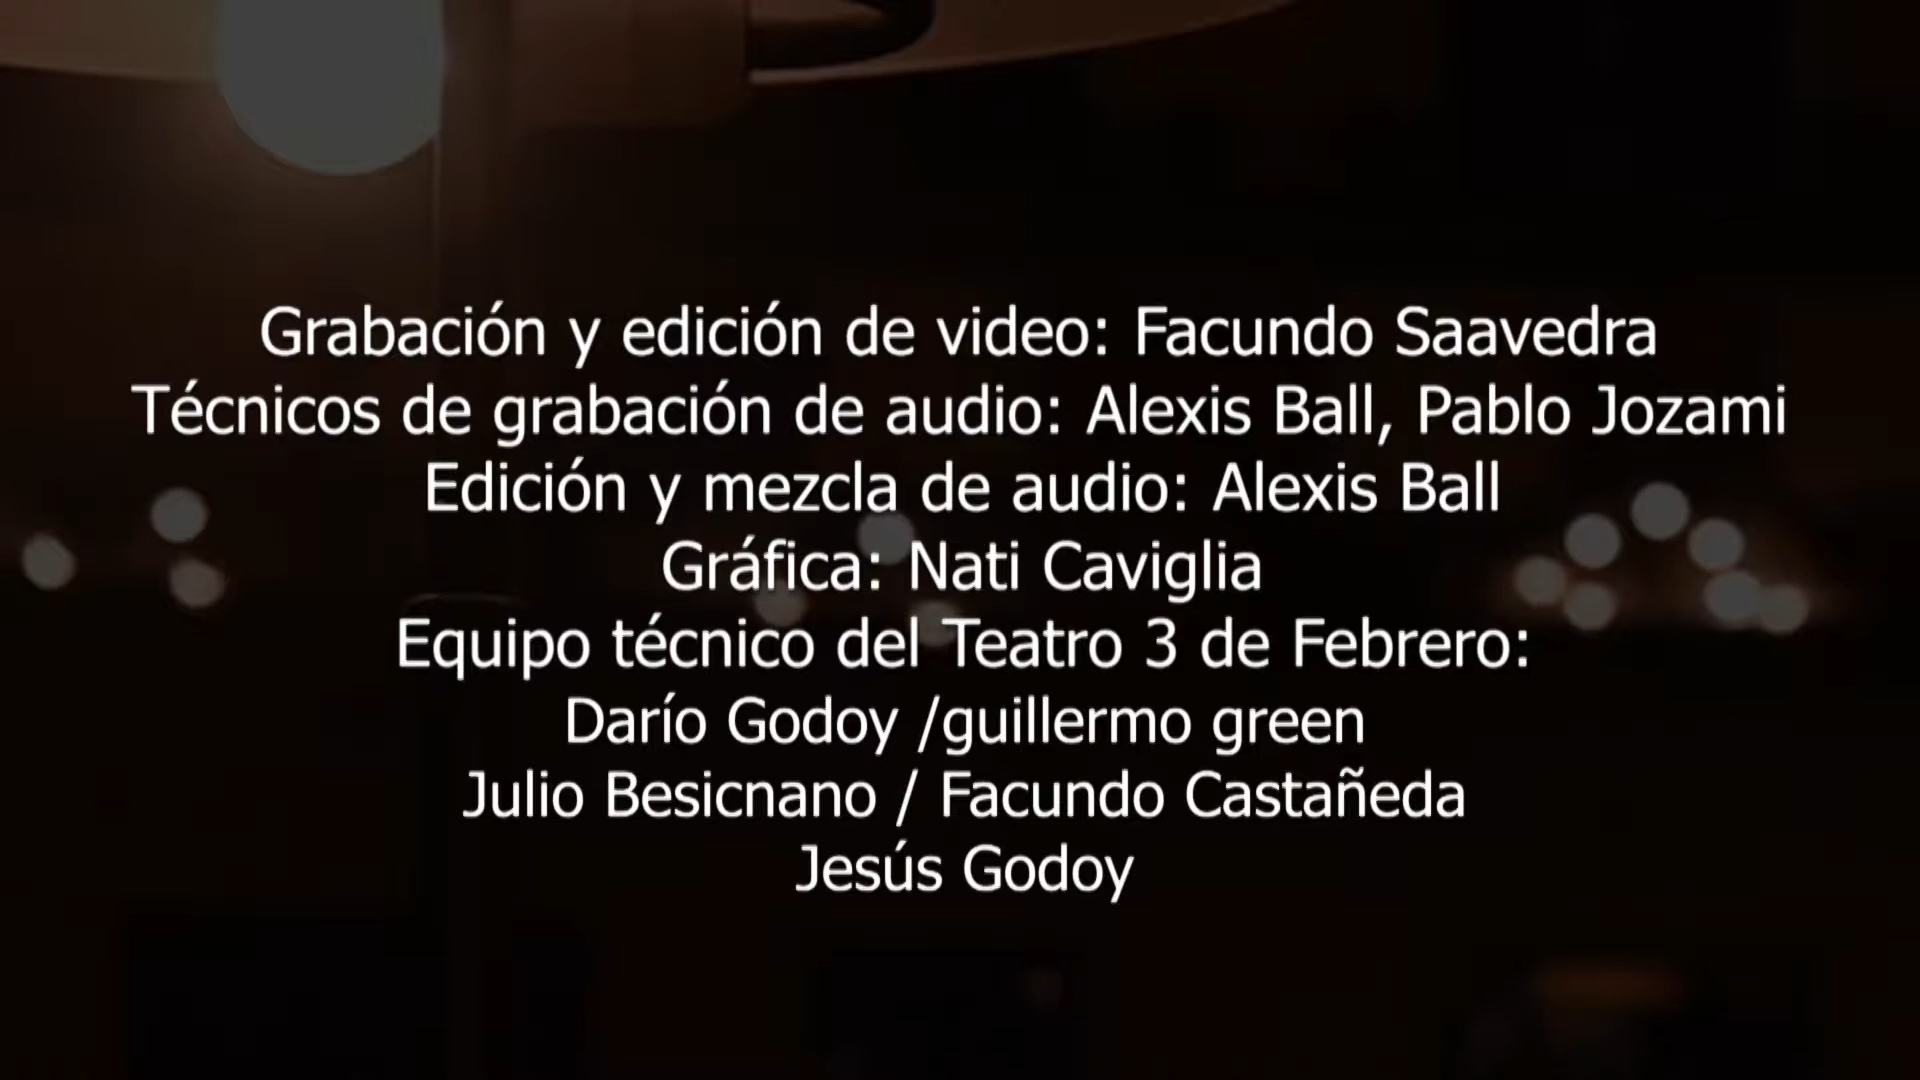 Grabación y edición de video: Facundo Saavedra
Técnicos de grabación de audio: Alexis Ball, Pablo Jozami
Edición y mezcla de audio: Alexis Ball
Gráfica: Nati Caviglia
Equipo técnico del Teatro 3 de Febrero:
Darío Godoy /guillermo green
Julio Besicnano / Facundo Castañeda
Jesús Godoy